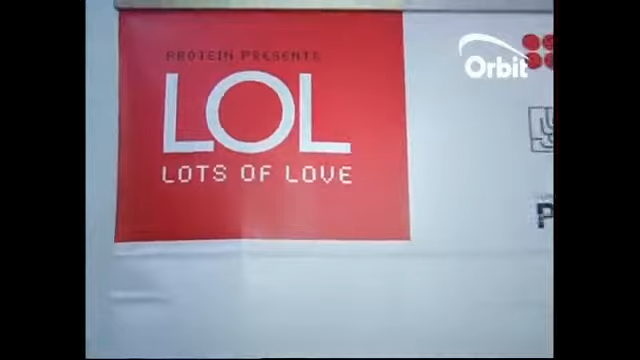 PROTEIN PRESENTS
LOL
LOTS OF LOVE
Orbit
P